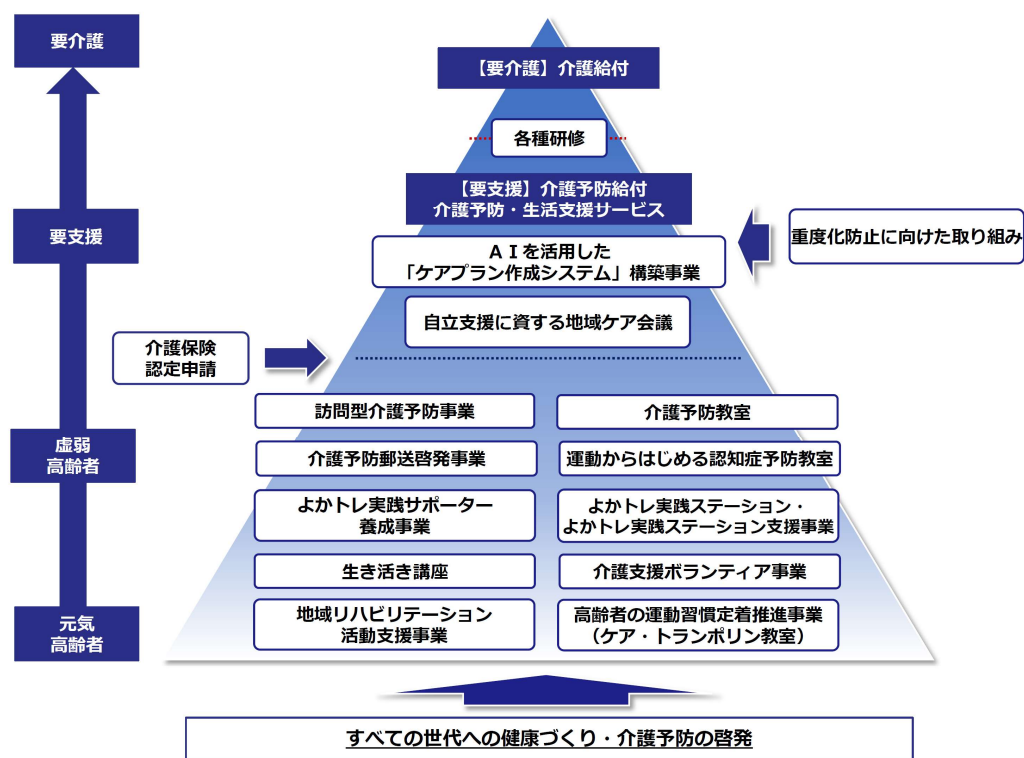 要介護
【要介護】介護給付
各種研修
【要支援】介護予防給付
介護予防・生活支援サービス
要支援
重度化防止に向けた取り組み
ＡＩを活用した
「ケアプラン作成システム」構築事業
自立支援に資する地域ケア会議
介護保険
認定申請
訪問型介護予防事業
介護予防教室
虚弱
高齢者
介護予防郵送啓発事業
運動からはじめる認知症予防教室
よかトレ実践サポーター
養成事業
よかトレ実践ステーション・
よかトレ実践ステーション支援事業
生き活き講座
介護支援ボランティア事業
元気
高齢者
地域リハビリテーション
活動支援事業
高齢者の運動習慣定着推進事業
（ケア・トランポリン教室）
すべての世代への健康づくり・介護予防の啓発